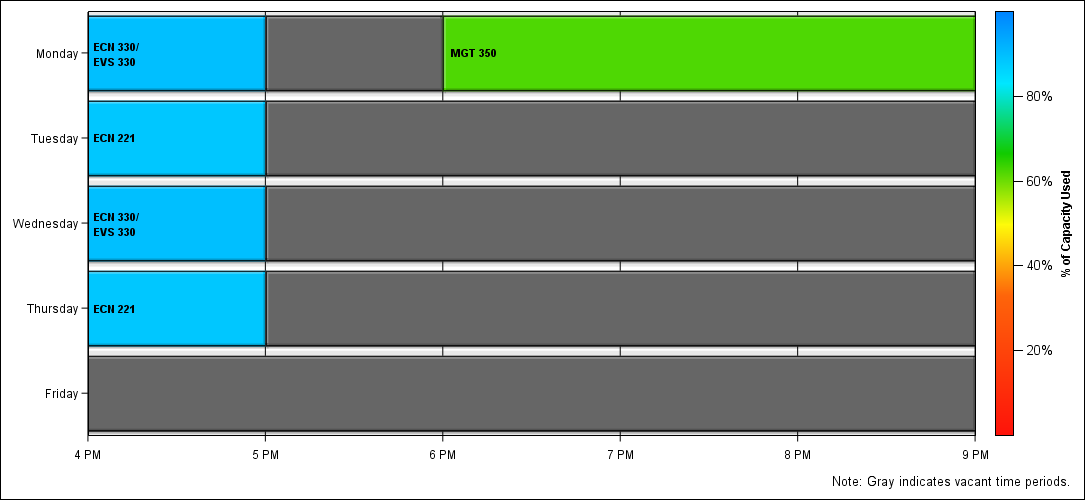 Monday
ECN 330/
EVS 330
MGT 350
Tuesday
ECN 221
Wednesday
ECN 330/
EVS 330
Thursday
ECN 221
Friday
4 PM
5 PM
6 PM
7 PM
8 PM
9 PM
80%
60%
40%
20%
% of Capacity Used
Note: Gray indicates vacant time periods.